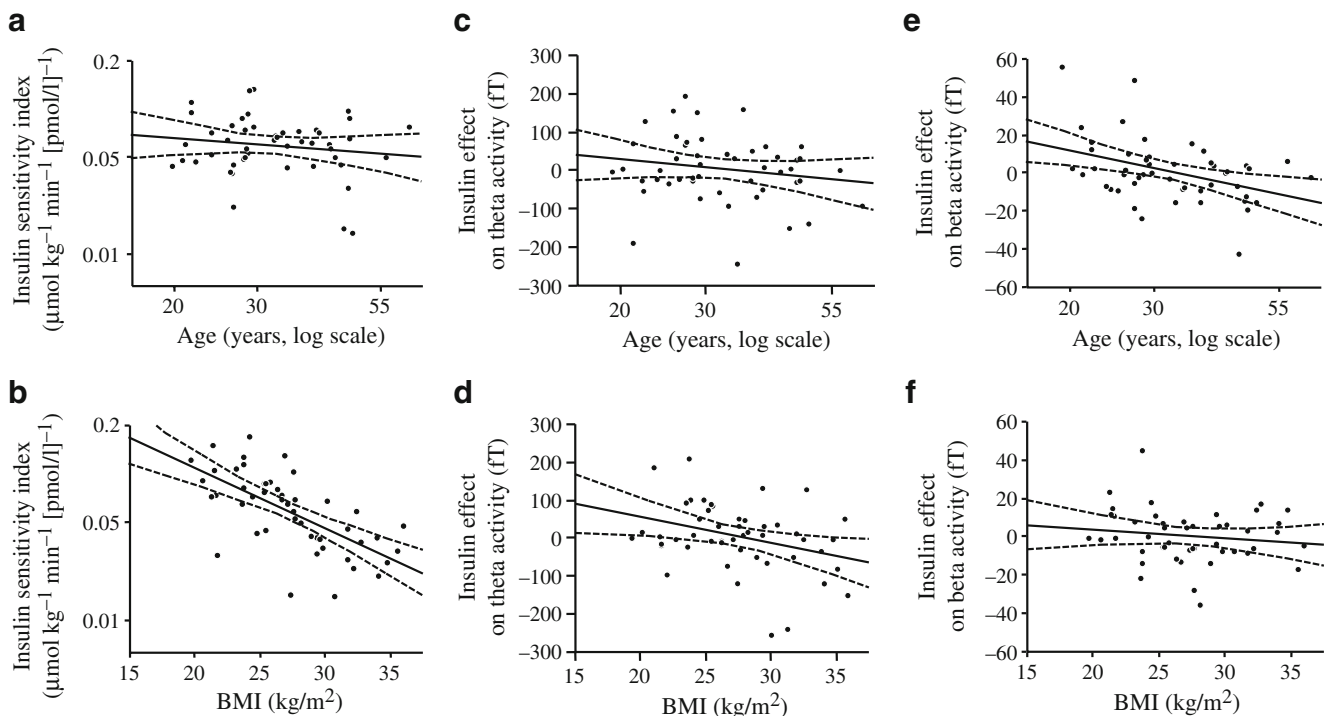 a
Insulin sensitivity index
(μmol kg⁻¹ min⁻¹ [pmol/l]⁻¹
0.2
0.05
0.01
20 30 55
Age (years, log scale)
c
Insulin effect
on theta activity (fT)
300
200
100
0
–100
–200
–300
20 30 55
Age (years, log scale)
e
Insulin effect
on beta activity (fT)
60
40
20
0
–20
–40
–60
20 30 55
Age (years, log scale)
b
Insulin sensitivity index
(μmol kg⁻¹ min⁻¹ [pmol/l]⁻¹
0.2
0.05
0.01
15 20 25 30 35
BMI (kg/m²)
d
Insulin effect
on theta activity (fT)
300
200
100
0
–100
–200
–300
15 20 25 30 35
BMI (kg/m²)
f
Insulin effect
on beta activity (fT)
60
40
20
0
–20
–40
–60
15 20 25 30 35
BMI (kg/m²)